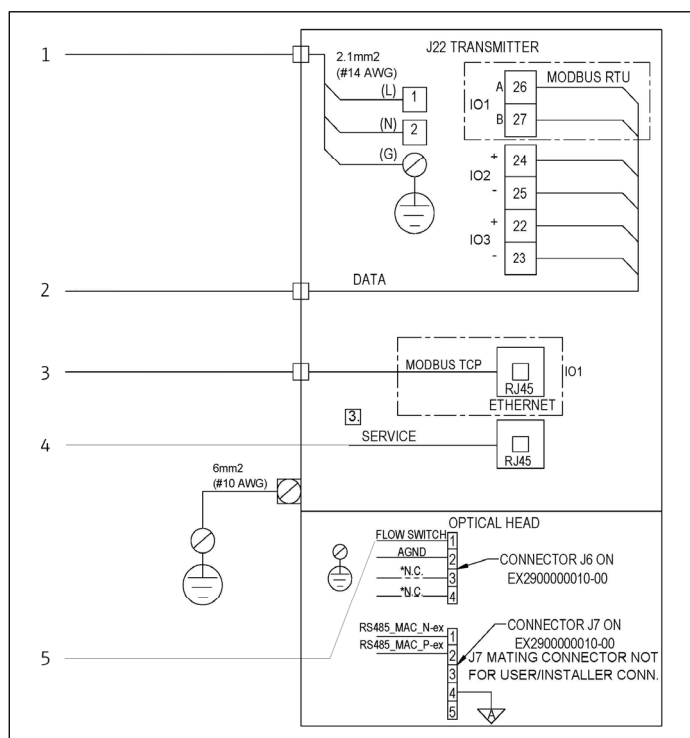 1
2.1mm2
(#14 AWG)
(L)
1
(N)
2
(G)
J22 TRANSMITTER
MODBUS RTU
IO1
A
26
B
27
IO2
+
24
-
25
IO3
+
22
-
23
2
DATA
3
MODBUS TCP
RJ45
ETHERNET
IO1
3.
4
SERVICE
RJ45
6mm2
(#10 AWG)
OPTICAL HEAD
FLOW SWITCH
1
AGND
2
*N.C.
3
*N.C.
4
CONNECTOR J6 ON
EX2900000010-00
5
RS485_MAC_N-ex
1
RS485_MAC_P-ex
2
3
4
5
CONNECTOR J7 ON
EX2900000010-00
J7 MATING CONNECTOR NOT
FOR USER/INSTALLER CONN.
A